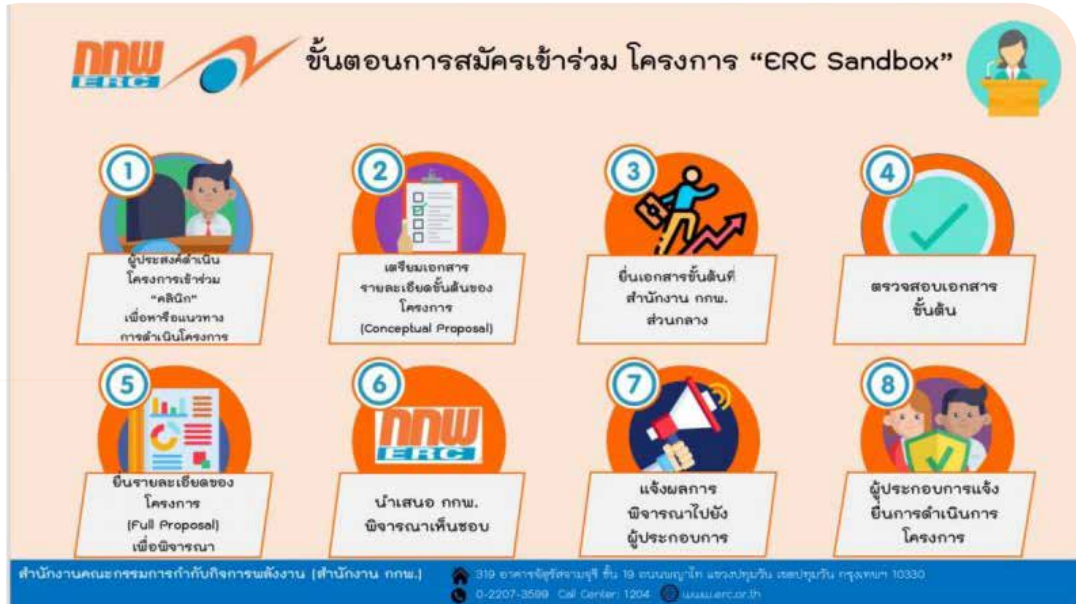 กกพ
ERC
ขั้นตอนการสมัครเข้าร่วม โครงการ “ERC Sandbox”
1
ผู้ประสงค์ดำเนิน
โครงการเข้าร่วม
“คลินิก”
เพื่อหารือแนวทาง
การดำเนินโครงการ
2
เตรียมเอกสาร
รายละเอียดขั้นต้นของ
โครงการ
(Conceptual Proposal)
3
ยื่นเอกสารขั้นต้นที่
สำนักงาน กกพ.
ส่วนกลาง
4
ตรวจสอบเอกสาร
ขั้นต้น
5
ยื่นรายละเอียดของ
โครงการ
(Full Proposal)
เพื่อพิจารณา
6
กกพ
ERC
นำเสนอ กกพ.
พิจารณาเห็นชอบ
7
แจ้งผลการ
พิจารณาไปยัง
ผู้ประกอบการ
8
ผู้ประกอบการแจ้ง
ยืนการดำเนินการ
โครงการ
สำนักงานคณะกรรมการกำกับกิจการพลังงาน (สำนักงาน กกพ.)
319 อาคารจัตุรัสจามจุรี ชั้น 19 ถนนพญาไท แขวงปทุมวัน เขตปทุมวัน กรุงเทพฯ 10330
0-2207-3599 Call Center: 1204 www.erc.or.th